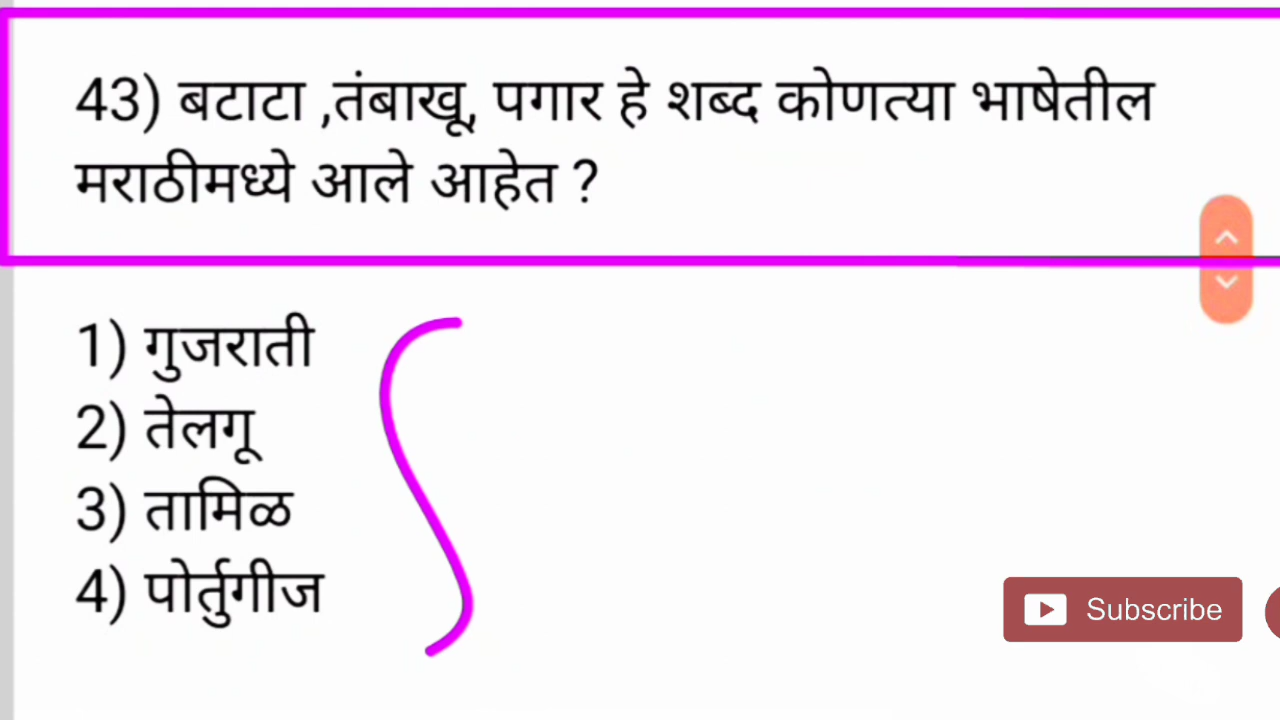 43) बटाटा ,तंबाखू, पगार हे शब्द कोणत्या भाषेतील
मराठीमध्ये आले आहेत ?
1) गुजराती
2) तेलगू
3) तामिळ
4) पोर्तुगीज
Subscribe